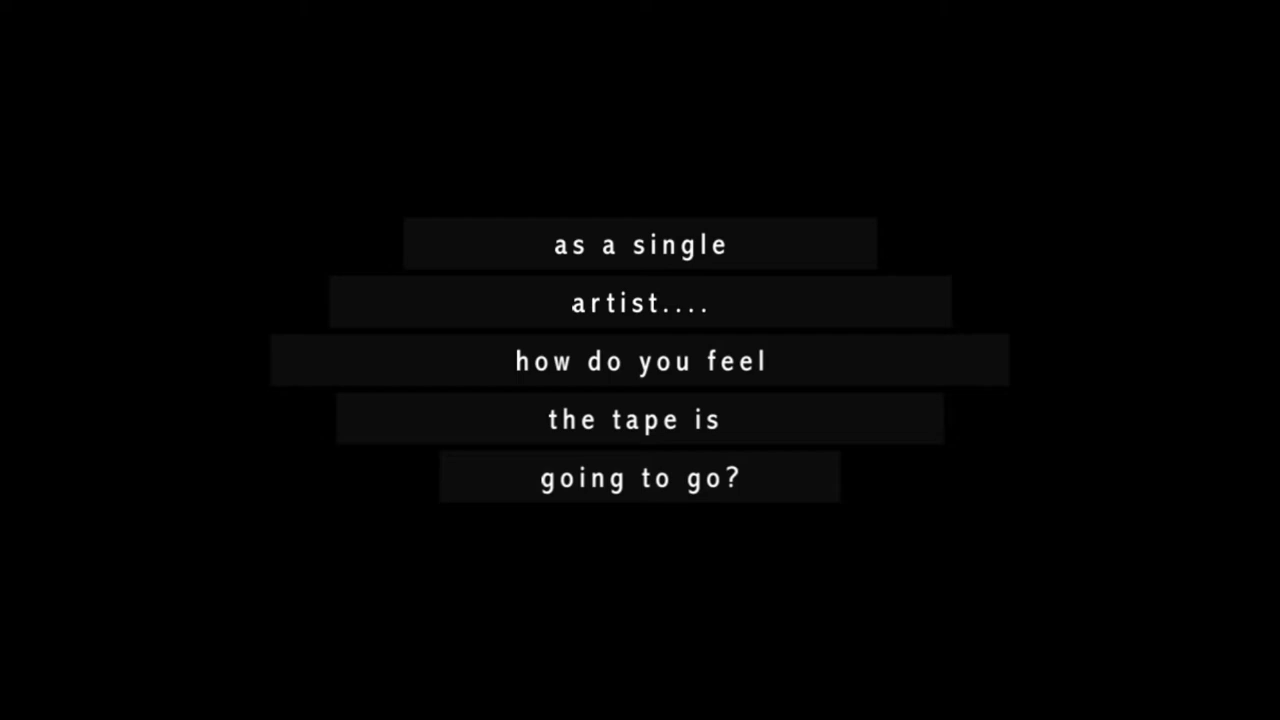 as a single
artist....
how do you feel
the tape is
going to go?